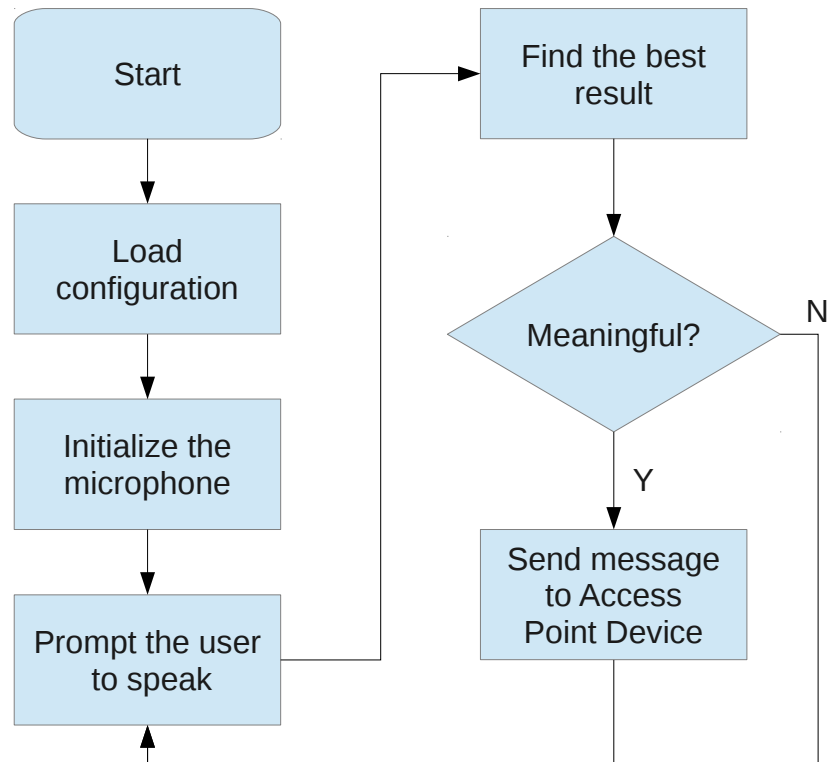 Start
Load
configuration
Initialize the
microphone
Prompt the user
to speak
Find the best
result
Meaningful?
N
Y
Send message
to Access
Point Device